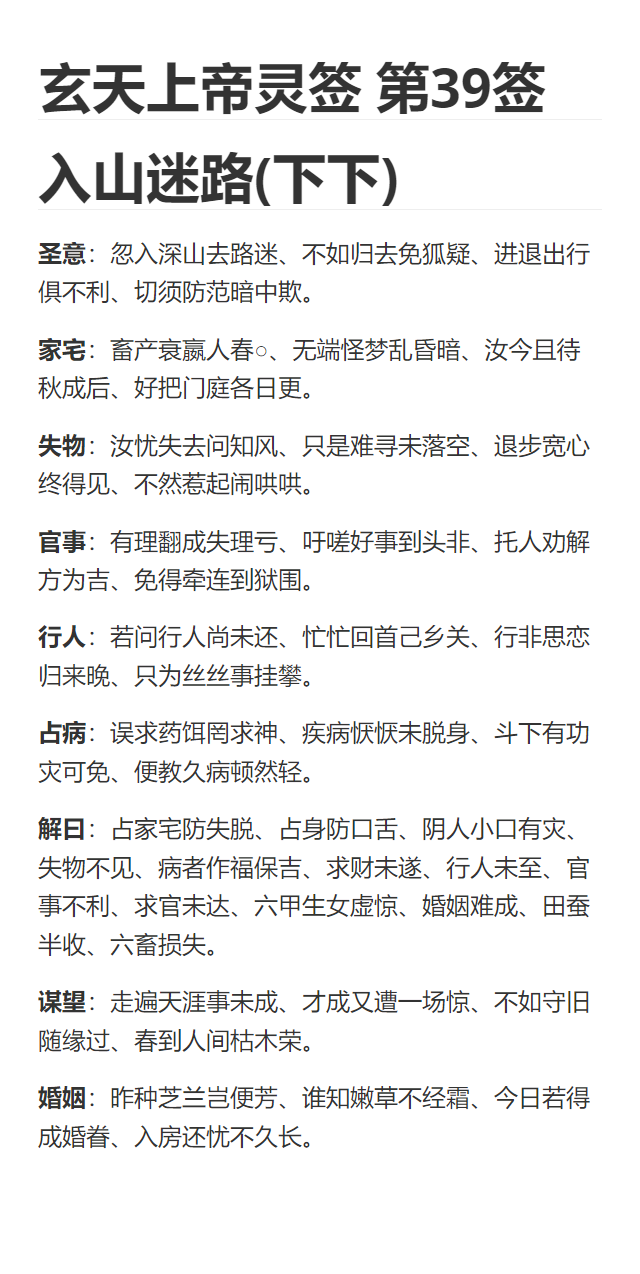 玄天上帝灵签 第39签
入山迷路(下下)
圣意：忽入深山去路迷、不如归去免狐疑、进退出行
俱不利、切须防范暗中欺。
家宅：畜产衰嬴人春○、无端怪梦乱昏暗、汝今且待
秋成后、好把门庭各日更。
失物：汝忧失去问知风、只是难寻未落空、退步宽心
终得见、不然惹起闹哄哄。
官事：有理翻成失理亏、吁嗟好事到头非、托人劝解
方为吉、免得牵连到狱围。
行人：若问行人尚未还、忙忙回首己乡关、行非思恋
归来晚、只为丝丝事挂攀。
占病：误求药饵罔求神、疾病恹恹未脱身、斗下有功
灾可免、便教久病顿然轻。
解曰：占家宅防失脱、占身防口舌、阴人小口有灾、
失物不见、病者作福保吉、求财未遂、行人未至、官
事不利、求官未达、六甲生女虚惊、婚姻难成、田蚕
半收、六畜损失。
谋望：走遍天涯事未成、才成又遭一场惊、不如守旧
随缘过、春到人间枯木荣。
婚姻：昨种芝兰岂便芳、谁知嫩草不经霜、今日若得
成婚眷、入房还忧不久长。